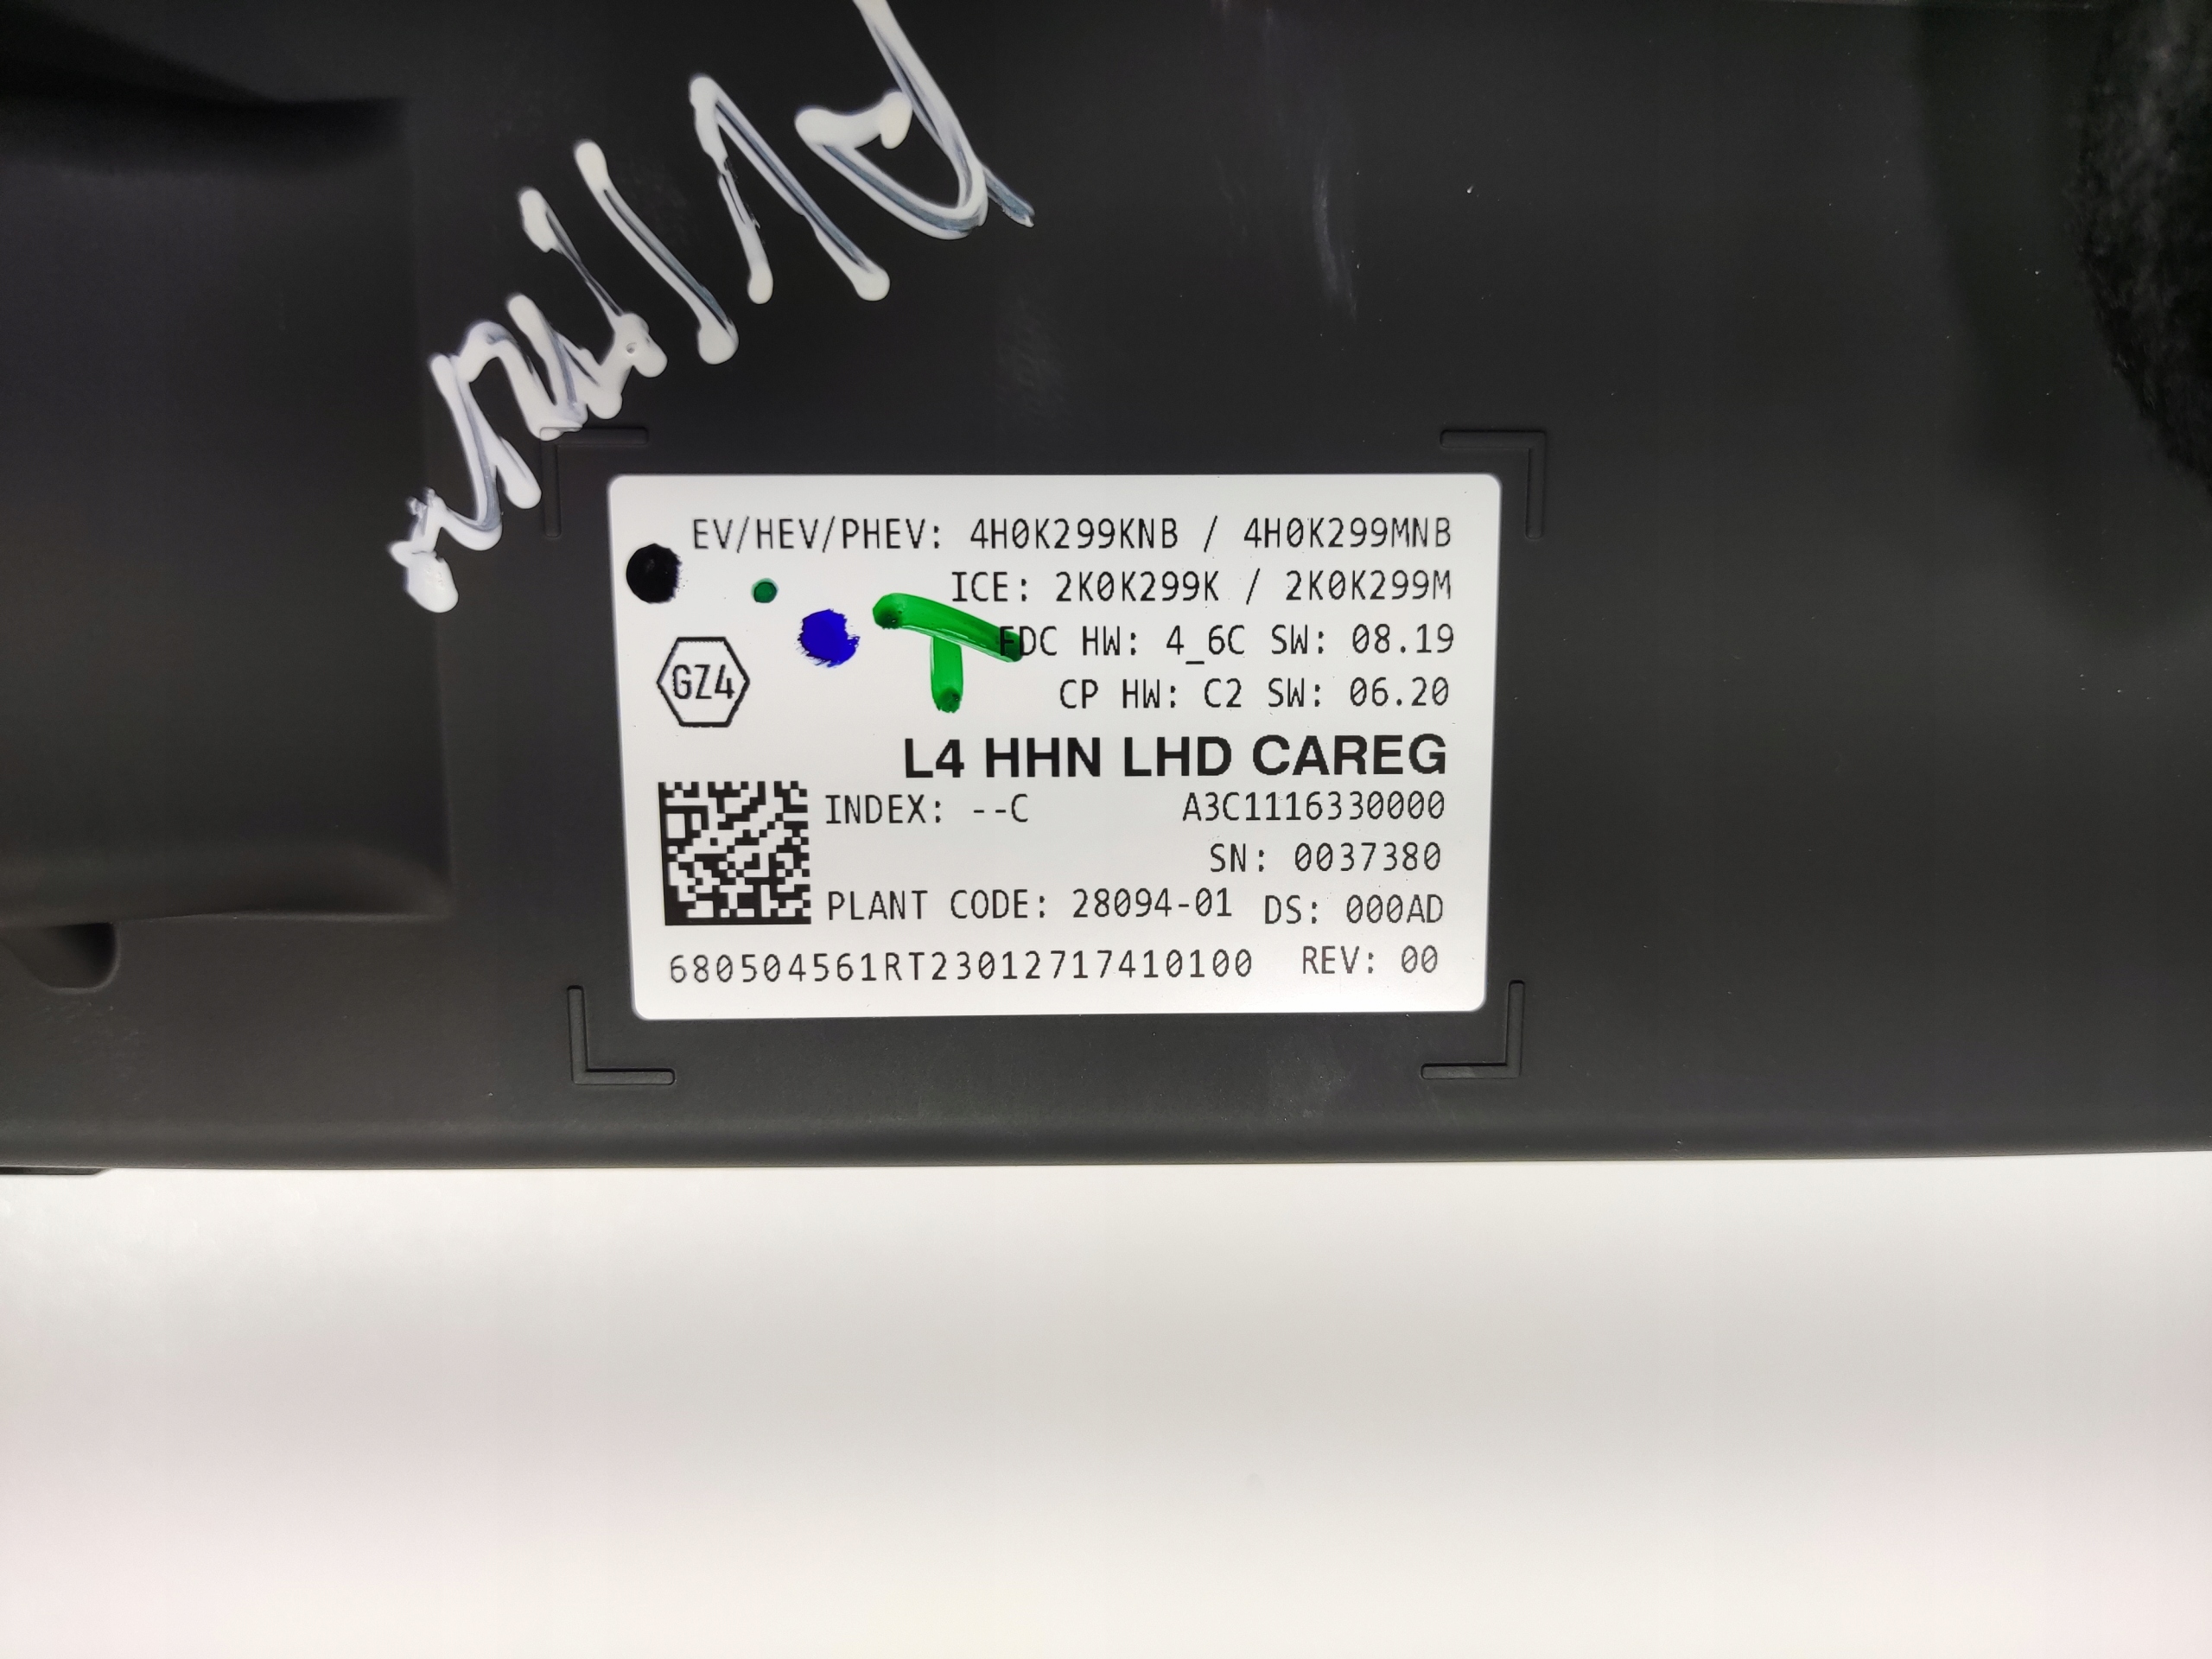 EV/HEV/PHEV: 4H0K299KNB / 4H0K299MNB
ICE: 2K0K299K / 2K0K299M
FDC HW: 4_6C SW: 08.19
GZ4
CP HW: C2 SW: 06.20
L4 HHN LHD CAREG
INDEX: --C A3C1116330000
SN: 0037380
PLANT CODE: 28094-01 DS: 000AD
680504561RT23012717410100 REV: 00